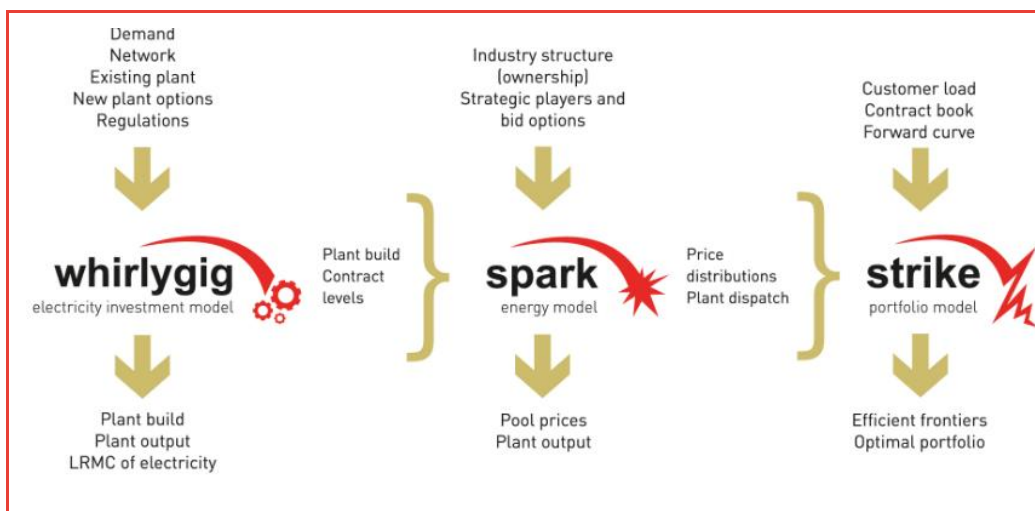 Demand
Network
Existing plant
New plant options
Regulations
whirlygig
electricity investment model
Plant build
Plant output
LRMC of electricity
Plant build
Contract
levels
Industry structure
(ownership)
Strategic players and
bid options
spark
energy model
Pool prices
Plant output
Price
distributions
Plant dispatch
Customer load
Contract book
Forward curve
strike
portfolio model
Efficient frontiers
Optimal portfolio